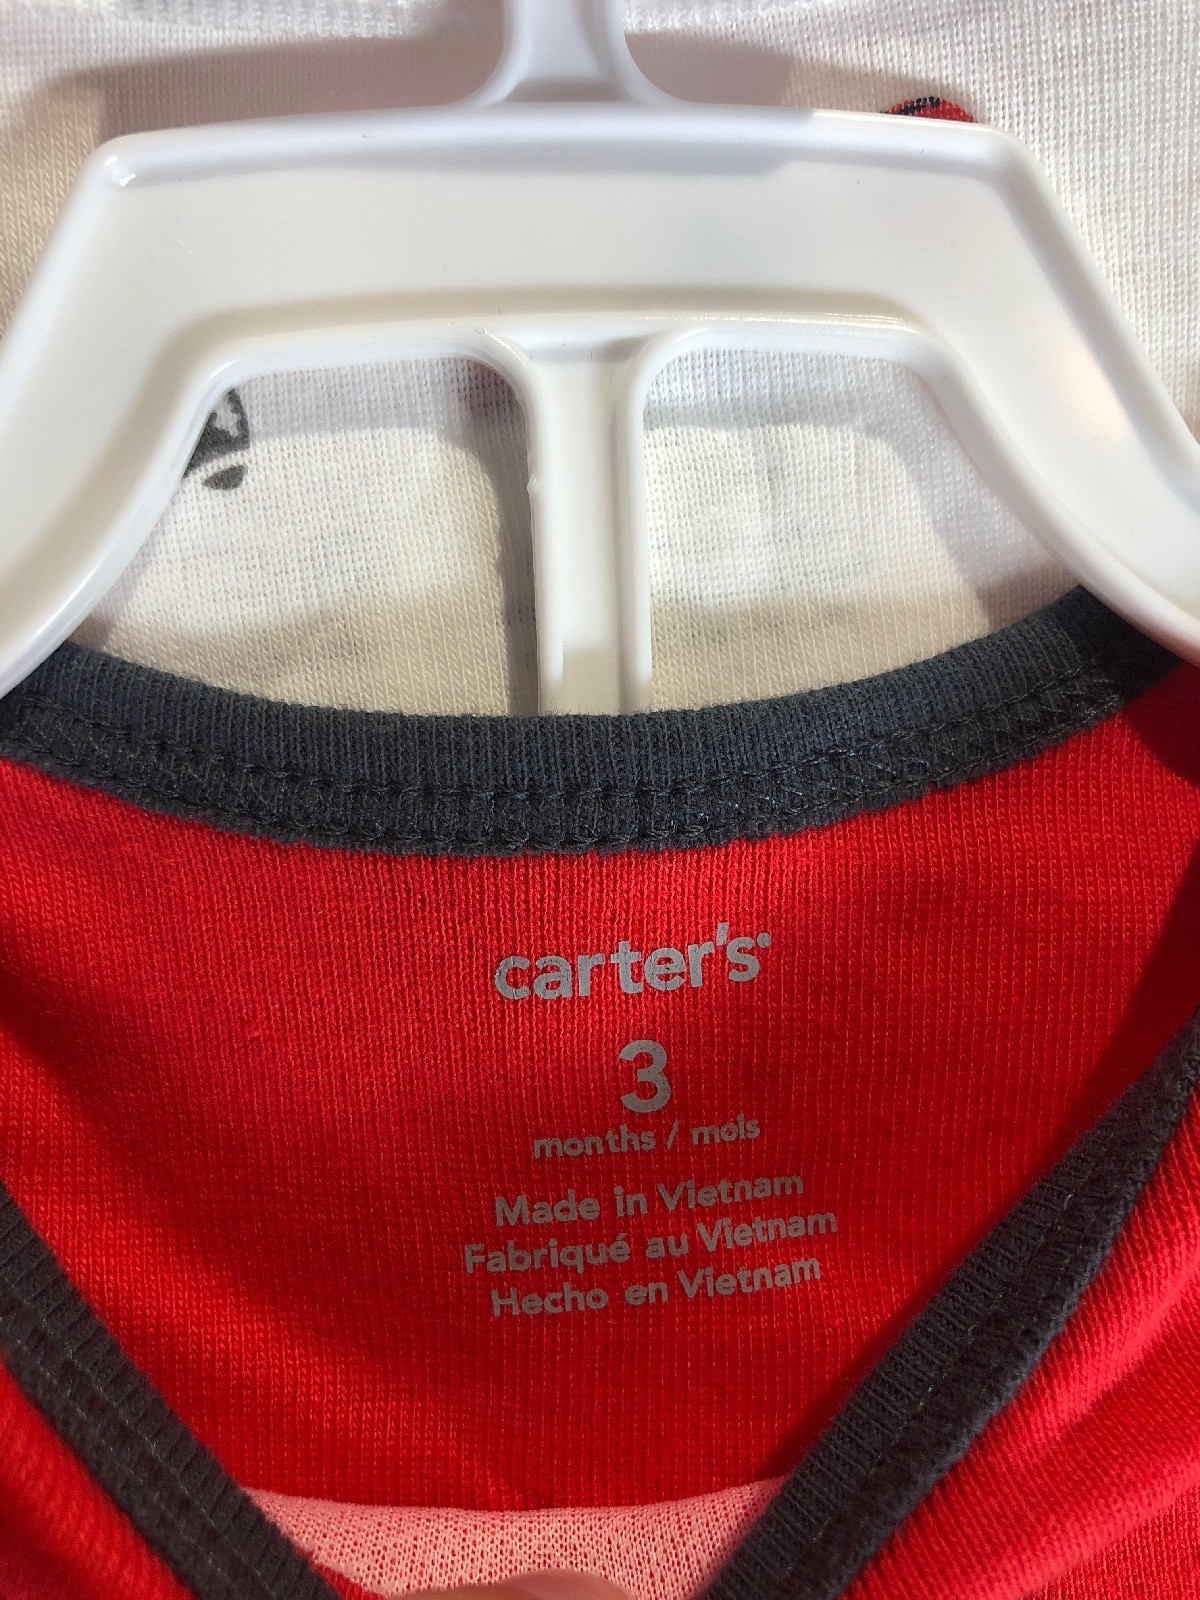 carter's
3
months / mois
Made in Vietnam
Fabriqué au Vietnam
Hecho en Vietnam